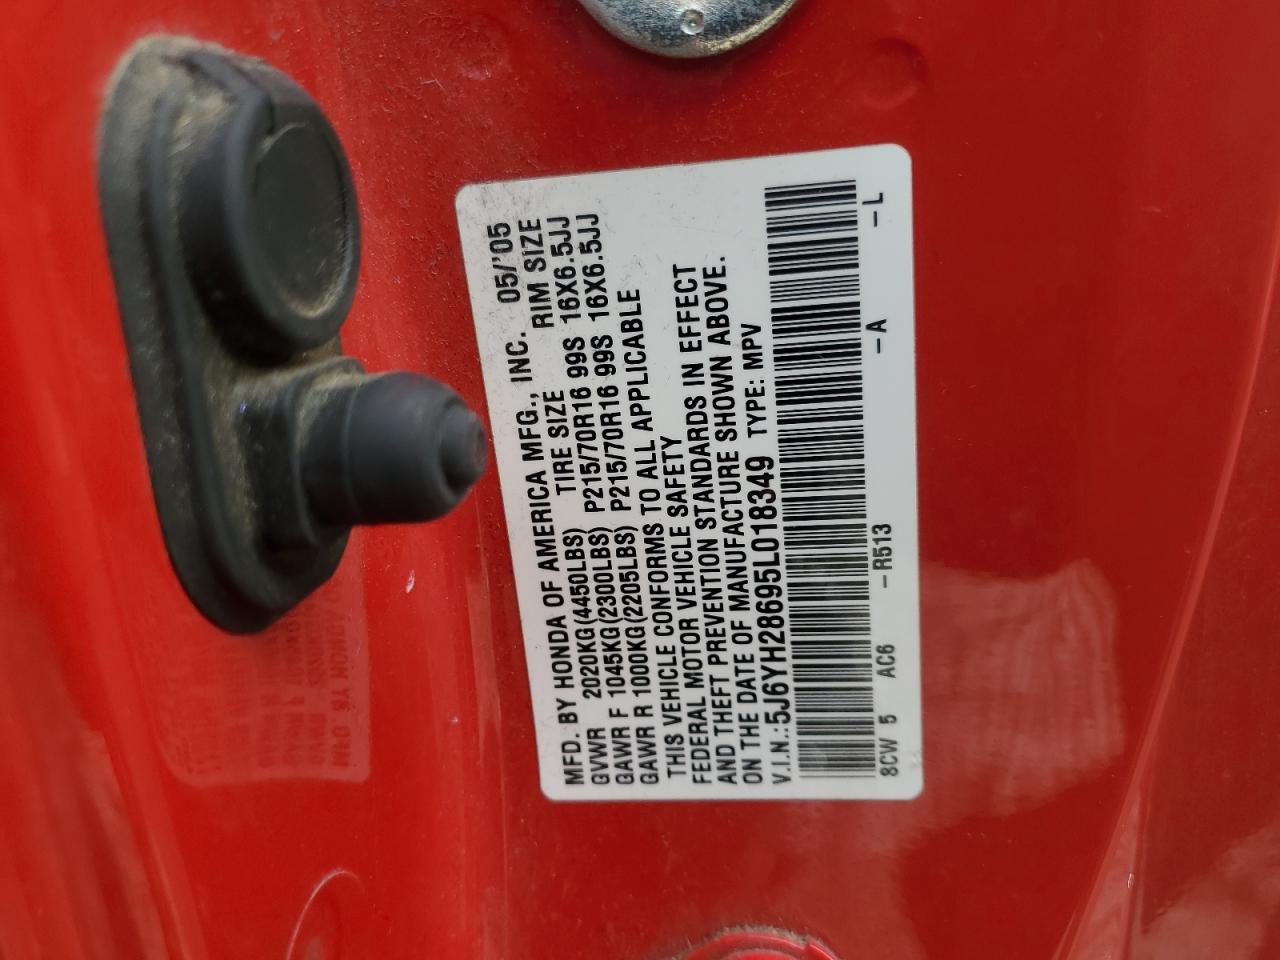 MFD. BY HONDA OF AMERICA MFG., INC. 05/'05
GVWR 2020KG(4450LBS) TIRE SIZE RIM SIZE
GAWR F 1045KG(2300LBS) P215/70R16 99S 16X6.5JJ
GAWR R 1000KG(2205LBS) P215/70R16 99S 16X6.5JJ
THIS VEHICLE CONFORMS TO ALL APPLICABLE
FEDERAL MOTOR VEHICLE SAFETY
AND THEFT PREVENTION STANDARDS IN EFFECT
ON THE DATE OF MANUFACTURE SHOWN ABOVE.
V.I.N.: 5J6YH28695L018349 TYPE: MPV
8CW 5 AC6 -R513 -A -L